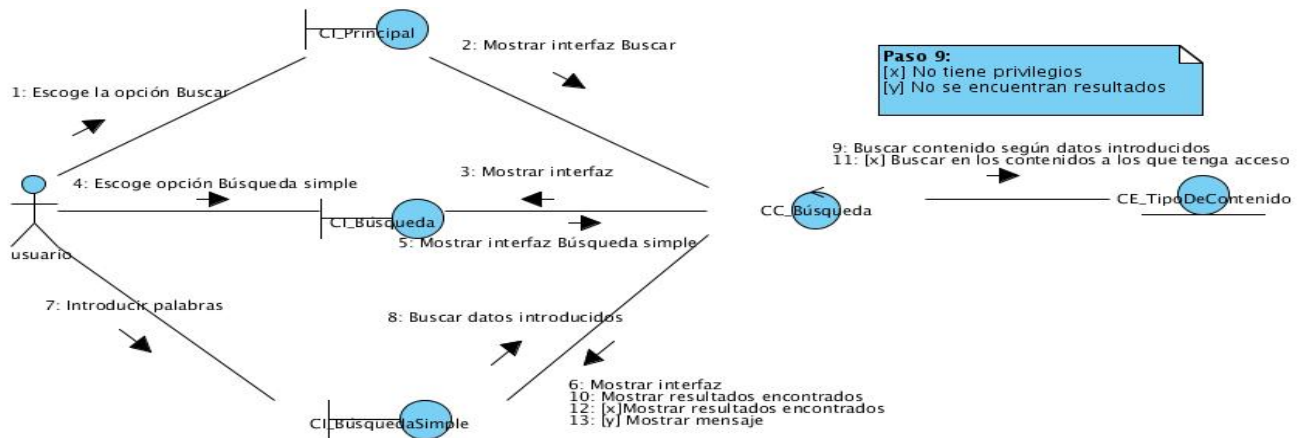 CI_Principal
2: Mostrar interfaz Buscar
Paso 9:
[x] No tiene privilegios
[y] No se encuentran resultados
1: Escoge la opción Buscar
9: Buscar contenido según datos introducidos
11: [x] Buscar en los contenidos a los que tenga acceso
3: Mostrar interfaz
4: Escoge opción Búsqueda simple
CI_Búsqueda
CC_Búsqueda
CE_TipoDeContenido
5: Mostrar interfaz Búsqueda simple
usuario
7: Introducir palabras
8: Buscar datos introducidos
6: Mostrar interfaz
10: Mostrar resultados encontrados
12: [x]Mostrar resultados encontrados
13: [y] Mostrar mensaje
CI_BúsquedaSimple